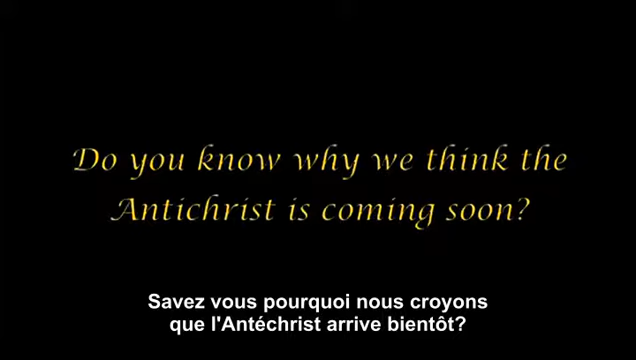 Do you know why we think the
Antichrist is coming soon?
Savez vous pourquoi nous croyons
que l'Antéchrist arrive bientôt?